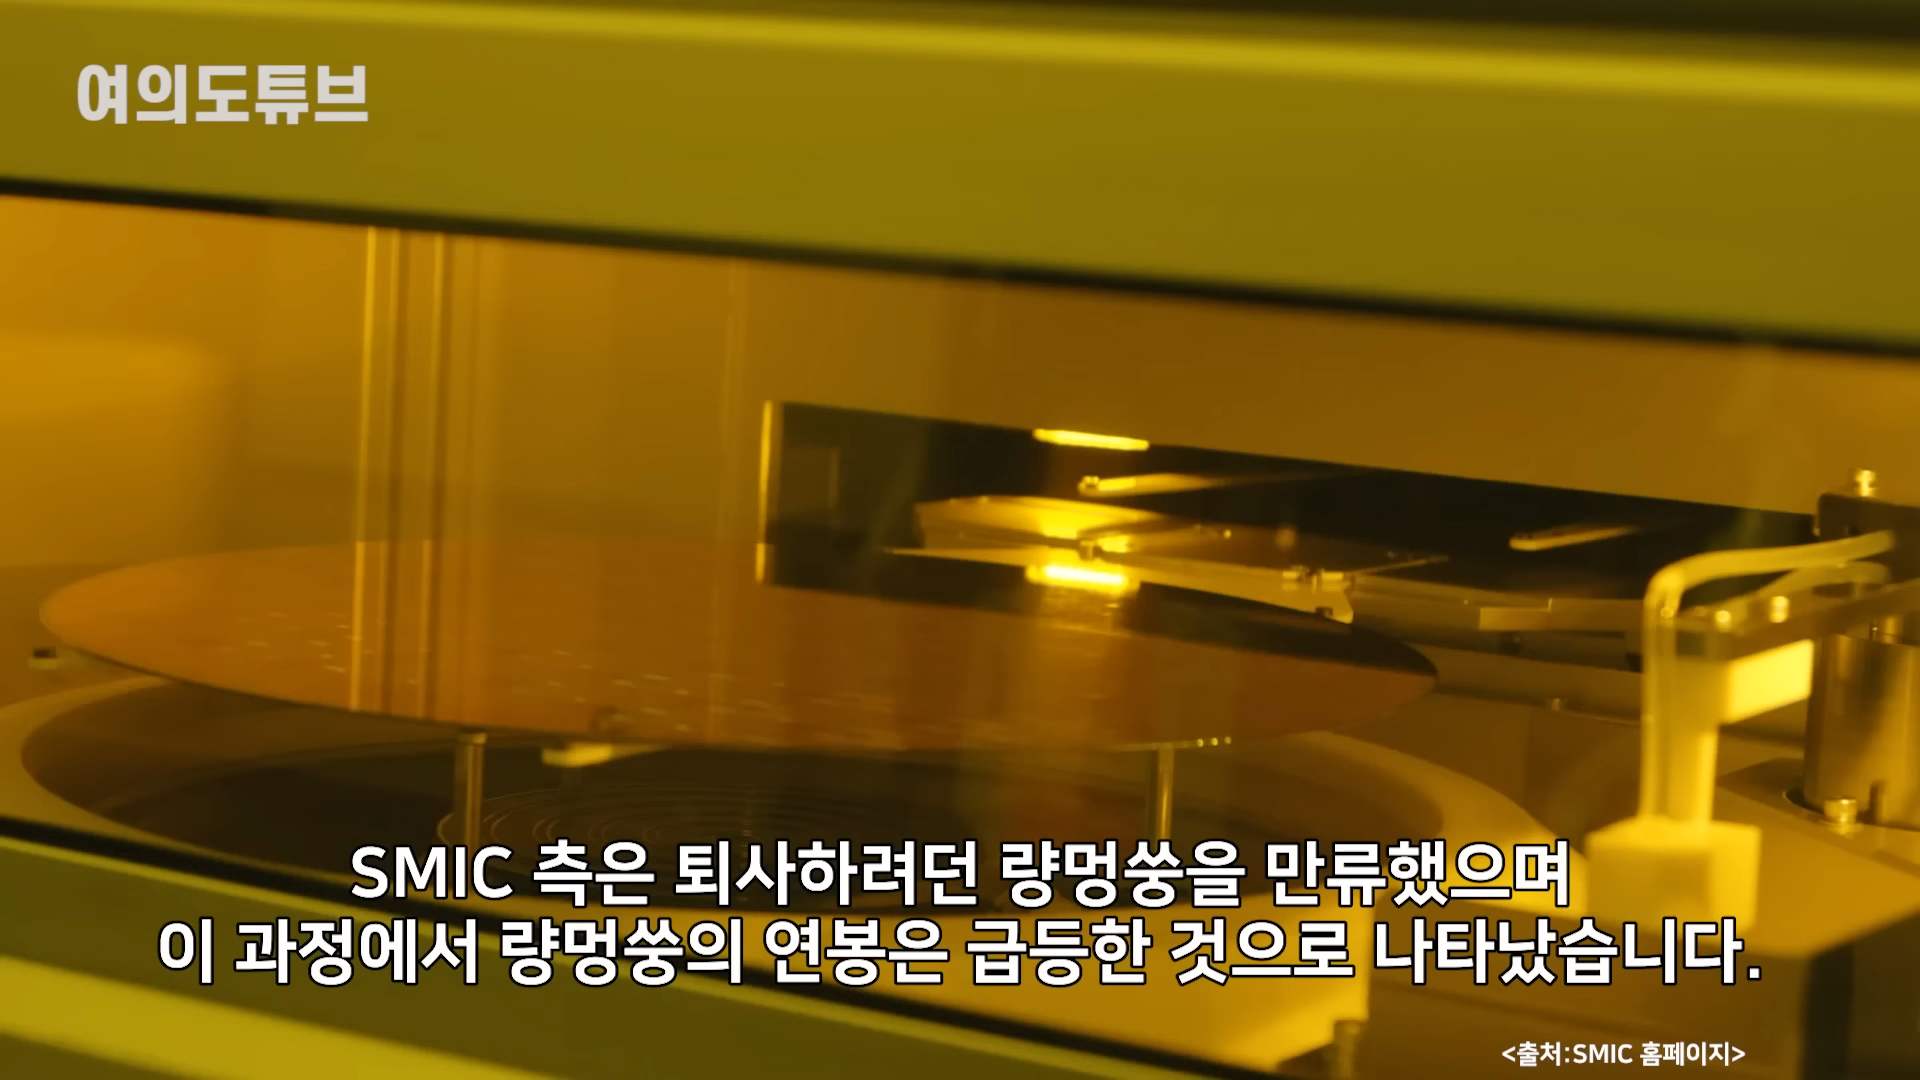 여의도튜브
SMIC 측은 퇴사하려던 량멍쑹을 만류했으며
이 과정에서 량멍쑹의 연봉은 급등한 것으로 나타났습니다.
<출처:SMIC 홈페이지>